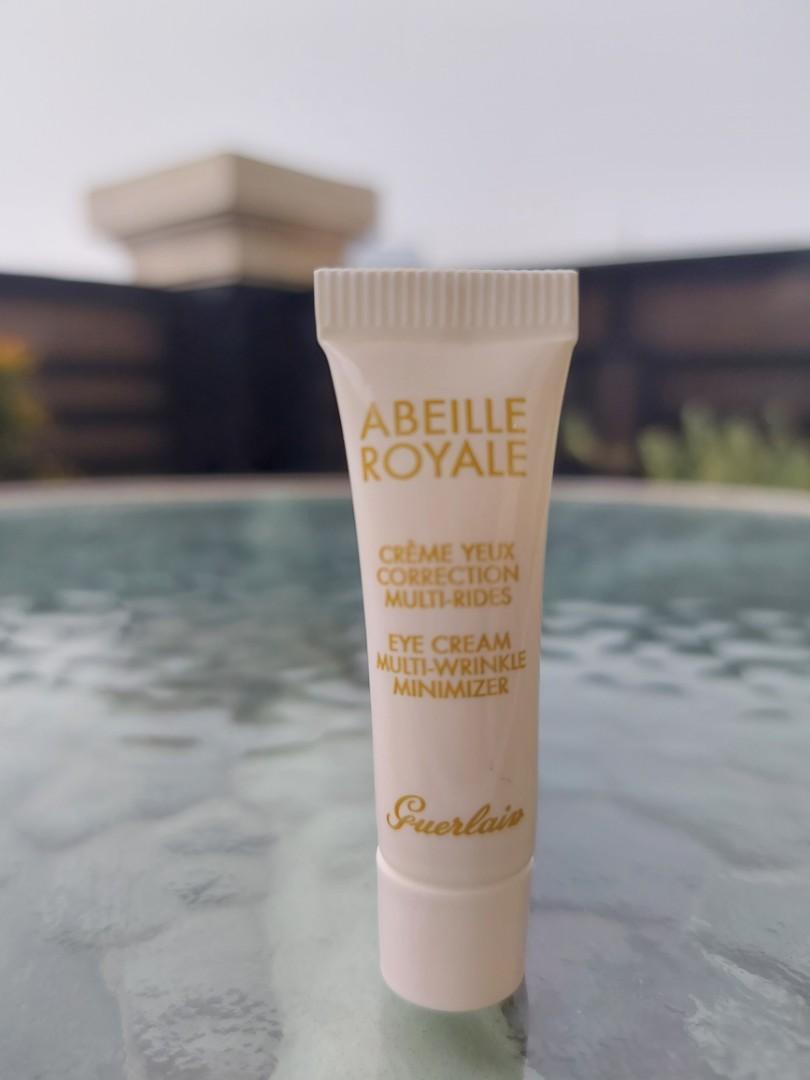 ABEILLE
ROYALE
CRÈME YEUX
CORRECTION
MULTI-RIDES
EYE CREAM
MULTI-WRINKLE
MINIMIZER
Guerlain